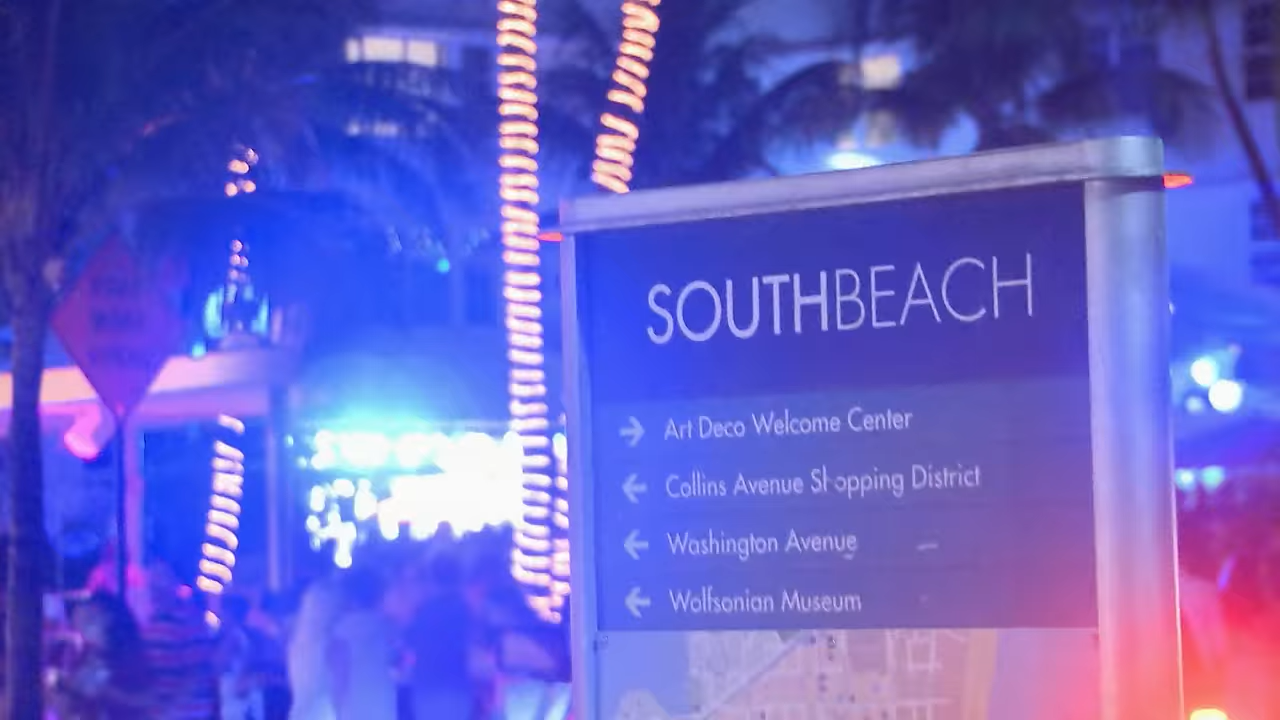 SOUTHBEACH
→ Art Deco Welcome Center
← Collins Avenue Shopping District
← Washington Avenue
← Wolfsonian Museum